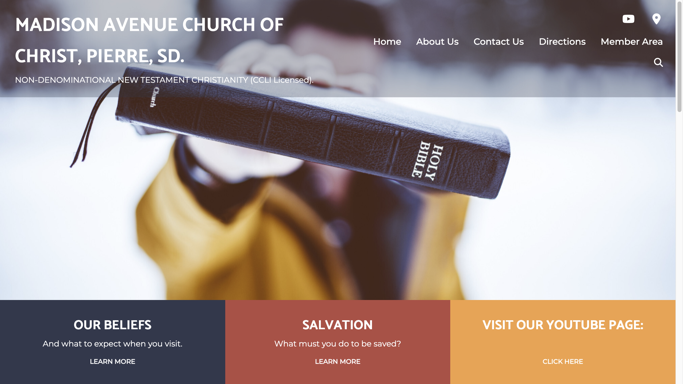 MADISON AVENUE CHURCH OF
CHRIST, PIERRE, SD.
NON-DENOMINATIONAL NEW TESTAMENT CHRISTIANITY (CCLI Licensed).
Home About Us Contact Us Directions Member Area
Church
HOLY
BIBLE
OUR BELIEFS
And what to expect when you visit.
LEARN MORE
SALVATION
What must you do to be saved?
LEARN MORE
VISIT OUR YOUTUBE PAGE:
CLICK HERE